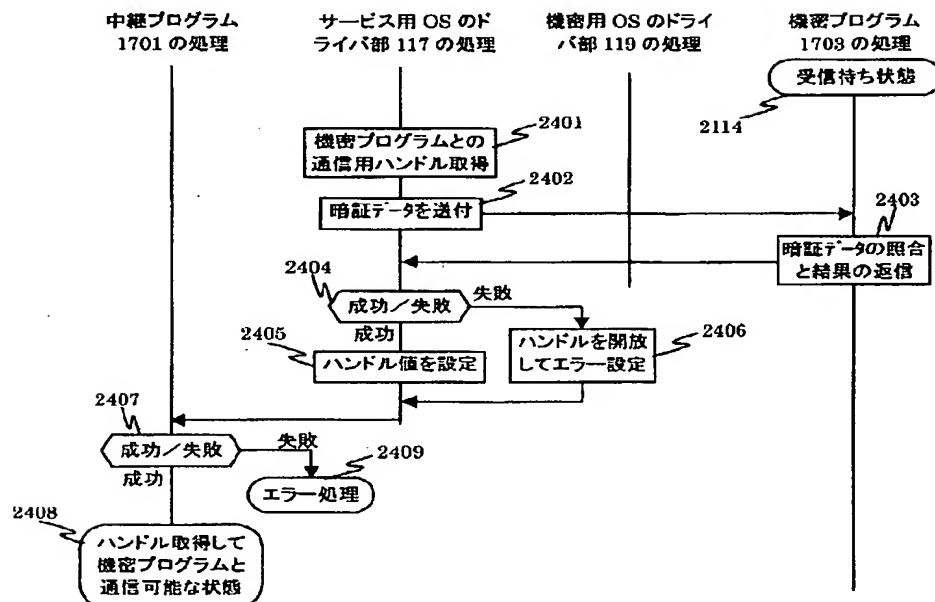 中継プログラム
1701 の処理
サービス用 OS のド
ライバ部 117 の処理
機密用 OS のドライ
バ部 119 の処理
機密プログラム
1703 の処理
受信待ち状態
2114
2401
機密プログラムとの
通信用ハンドル取得
2402
暗証データを送付
2403
暗証データの照合
と結果の返信
2404
成功／失敗
失敗
成功
2405
ハンドル値を設定
2406
ハンドルを開放
してエラー設定
2407
成功／失敗
失敗
成功
2409
エラー処理
2408
ハンドル取得して
機密プログラムと
通信可能な状態